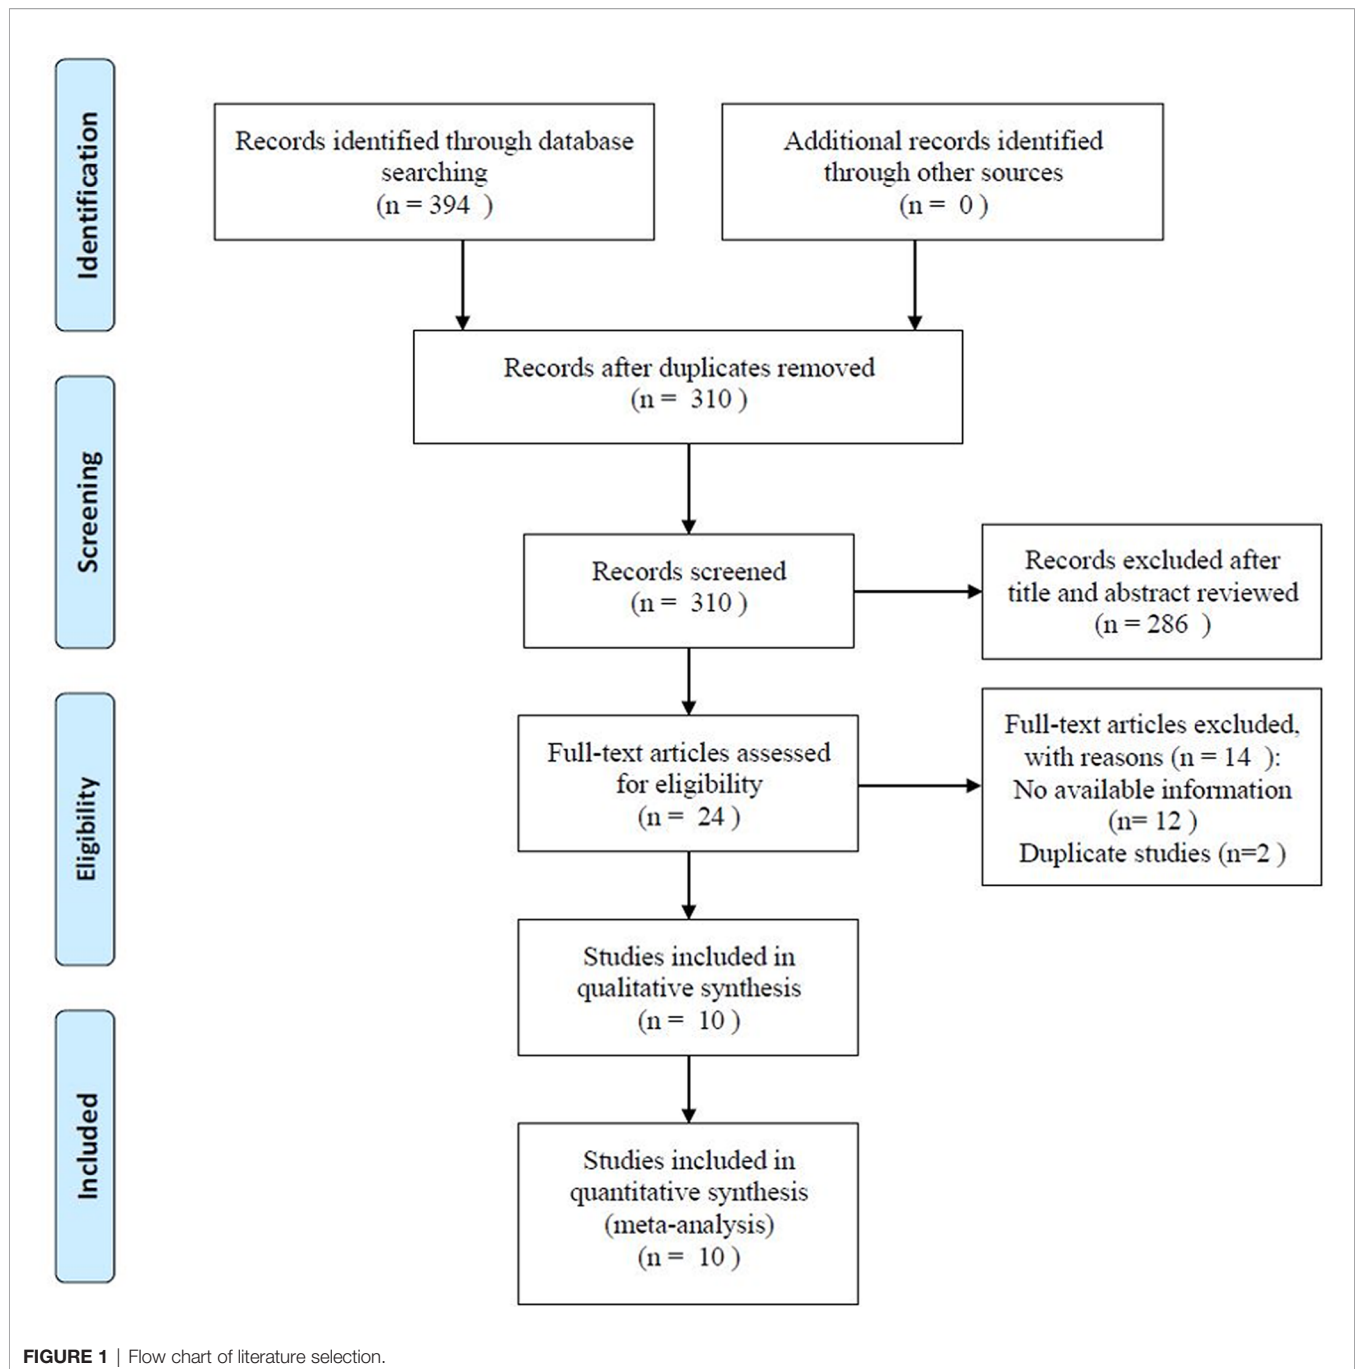 Identification
Records identified through database
searching
(n = 394 )
Additional records identified
through other sources
(n = 0 )
Records after duplicates removed
(n = 310 )
Screening
Records screened
(n = 310 )
Records excluded after
title and abstract reviewed
(n = 286 )
Eligibility
Full-text articles assessed
for eligibility
(n = 24 )
Full-text articles excluded,
with reasons (n = 14 ):
No available information
(n= 12 )
Duplicate studies (n=2 )
Studies included in
qualitative synthesis
(n = 10 )
Included
Studies included in
quantitative synthesis
(meta-analysis)
(n = 10 )
FIGURE 1 | Flow chart of literature selection.